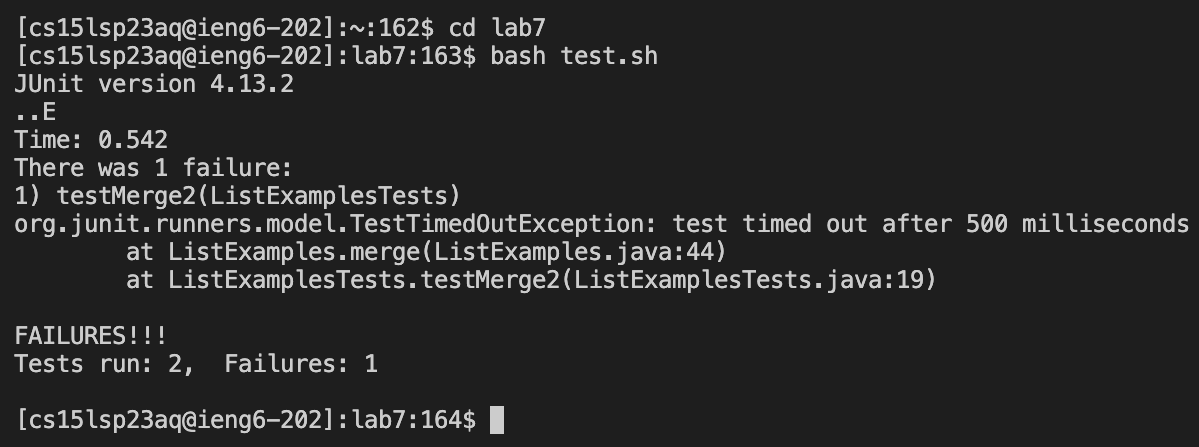 [cs15lsp23aq@ieng6-202]:~:162$ cd lab7
[cs15lsp23aq@ieng6-202]:lab7:163$ bash test.sh
JUnit version 4.13.2
..E
Time: 0.542
There was 1 failure:
1) testMerge2(ListExamplesTests)
org.junit.runners.model.TestTimedOutException: test timed out after 500 milliseconds
        at ListExamples.merge(ListExamples.java:44)
        at ListExamplesTests.testMerge2(ListExamplesTests.java:19)

FAILURES!!!
Tests run: 2,  Failures: 1

[cs15lsp23aq@ieng6-202]:lab7:164$